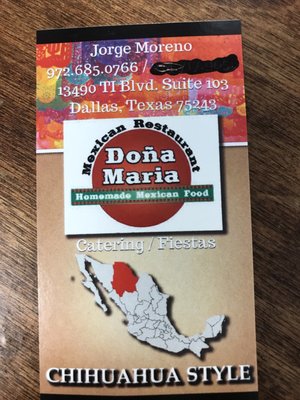 Jorge Moreno
972.685.0766 /
13490 TI Blvd. Suite 103
Dallas, Texas 75243
Mexican Restaurant
Doña
Maria
Homemade Mexican Food
Catering / Fiestas
CHIHUAHUA STYLE